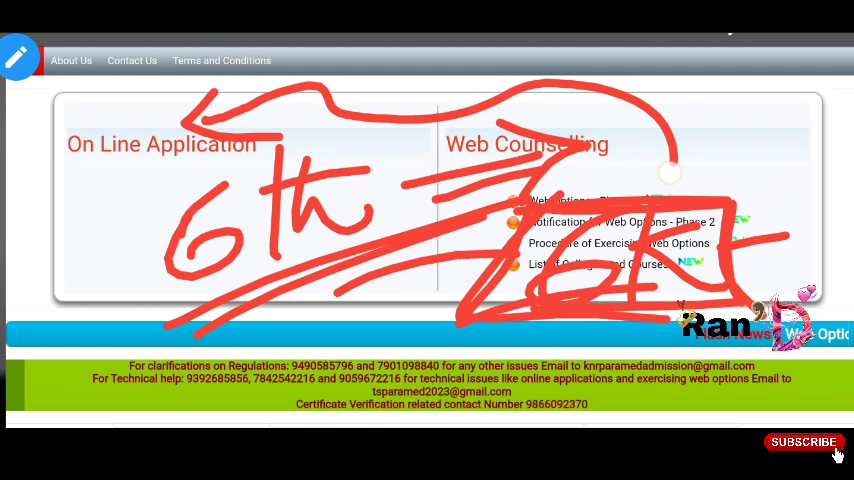 About Us Contact Us Terms and Conditions
On Line Application
Web Counselling
6th
Notification for Web Options - Phase 2 NEW
Procedure of Exercising Web Options
List of Colleges and Courses NEW
Ran'D
Flash News Web Optio
For clarifications on Regulations: 9490585796 and 7901098840 for any other issues Email to knrparamedadmission@gmail.com
For Technical help: 9392685856, 7842542216 and 9059672216 for technical issues like online applications and exercising web options Email to
tsparamed2023@gmail.com
Certificate Verification related contact Number 9866092370
SUBSCRIBE